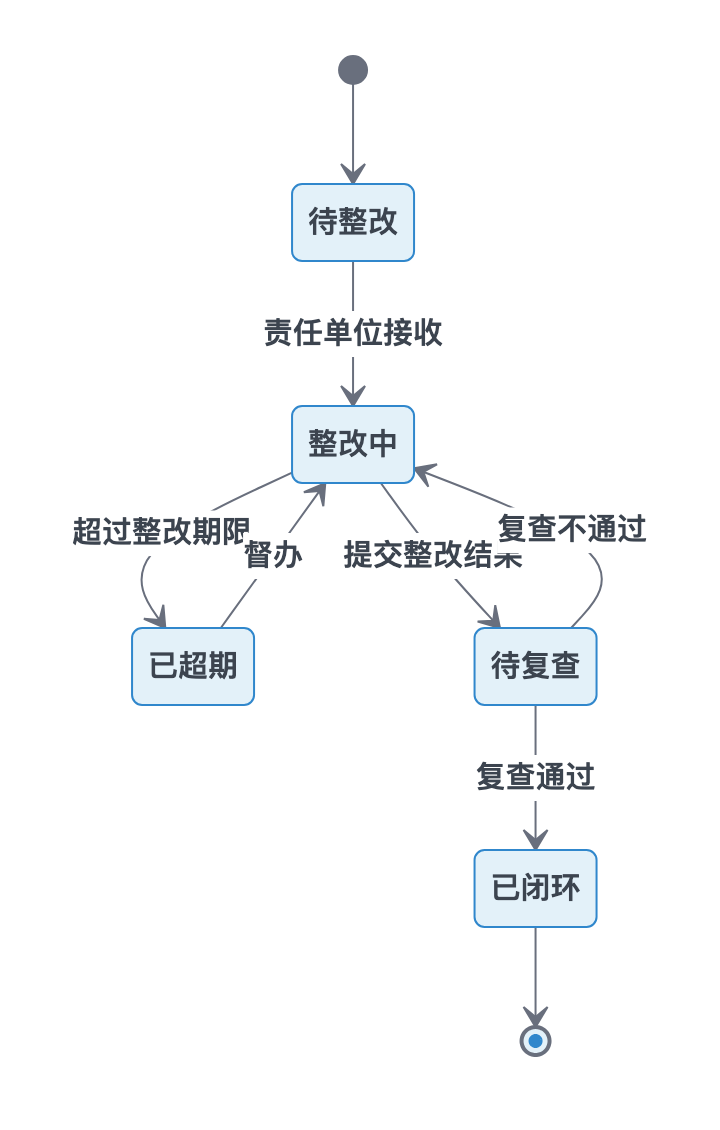 待整改
责任单位接收
整改中
超过整改期限
督办
提交整改结果
复查不通过
已超期
待复查
复查通过
已闭环